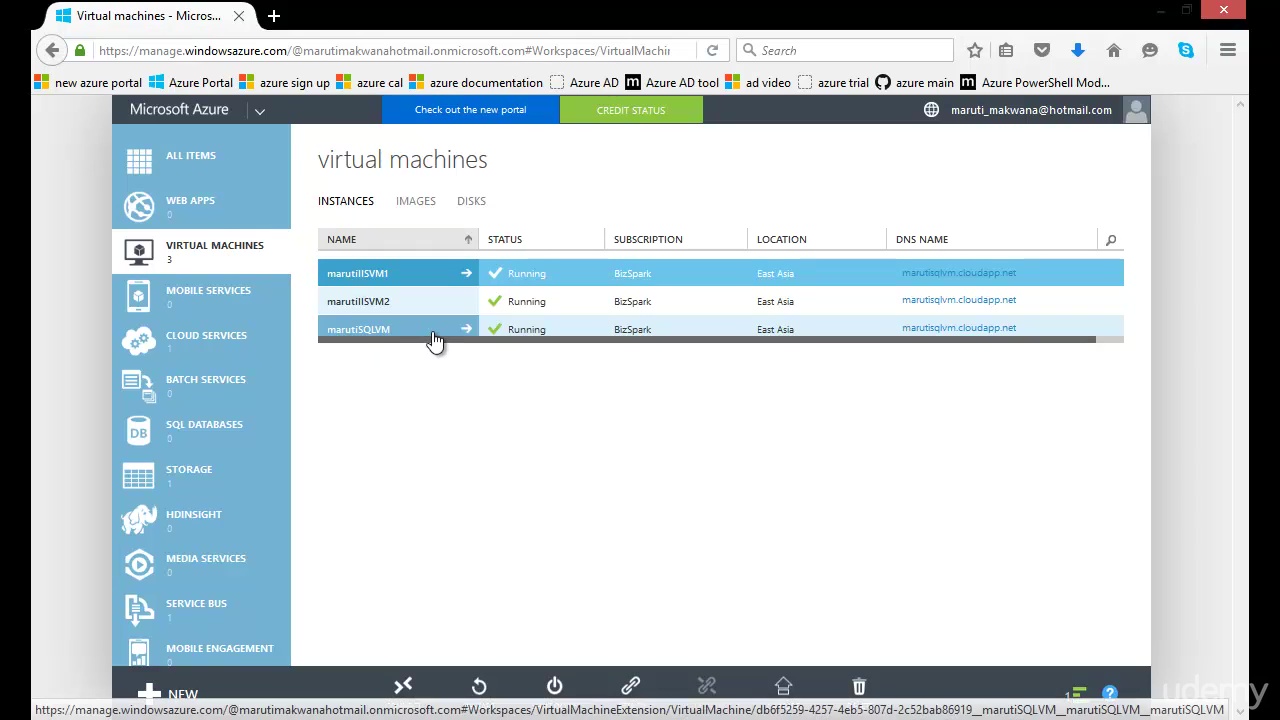 Virtual machines - Micros...
https://manage.windowsazure.com/@marutimakwanahotmail.onmicrosoft.com#Workspaces/VirtualMachin
Search
new azure portal
Azure Portal
azure sign up
azure cal
azure documentation
Azure AD
Azure AD tool
ad video
azure trial
azure main
Azure PowerShell Mod...
Microsoft Azure
Check out the new portal
CREDIT STATUS
maruti_makwana@hotmail.com
ALL ITEMS
WEB APPS
0
VIRTUAL MACHINES
3
MOBILE SERVICES
0
CLOUD SERVICES
1
BATCH SERVICES
0
SQL DATABASES
0
DB
STORAGE
1
HDINSIGHT
0
MEDIA SERVICES
0
SERVICE BUS
1
MOBILE ENGAGEMENT
0
virtual machines
INSTANCES IMAGES DISKS
NAME STATUS SUBSCRIPTION LOCATION DNS NAME
marutiIISVM1 Running BizSpark East Asia marutisqlvm.cloudapp.net
marutiIISVM2 Running BizSpark East Asia marutisqlvm.cloudapp.net
marutiSQLVM Running BizSpark East Asia marutisqlvm.cloudapp.net
NEW
1
?
https://manage.windowsazure.com/@marutimakwanahotmail.onmicrosoft.com#Workspaces/VirtualMachineExtension/VirtualMachine/db6f5259-4257-4eb5-807d-2c52bab86919__marutiSQLVM__marutiSQLVM__marutiSQLVM
udemy